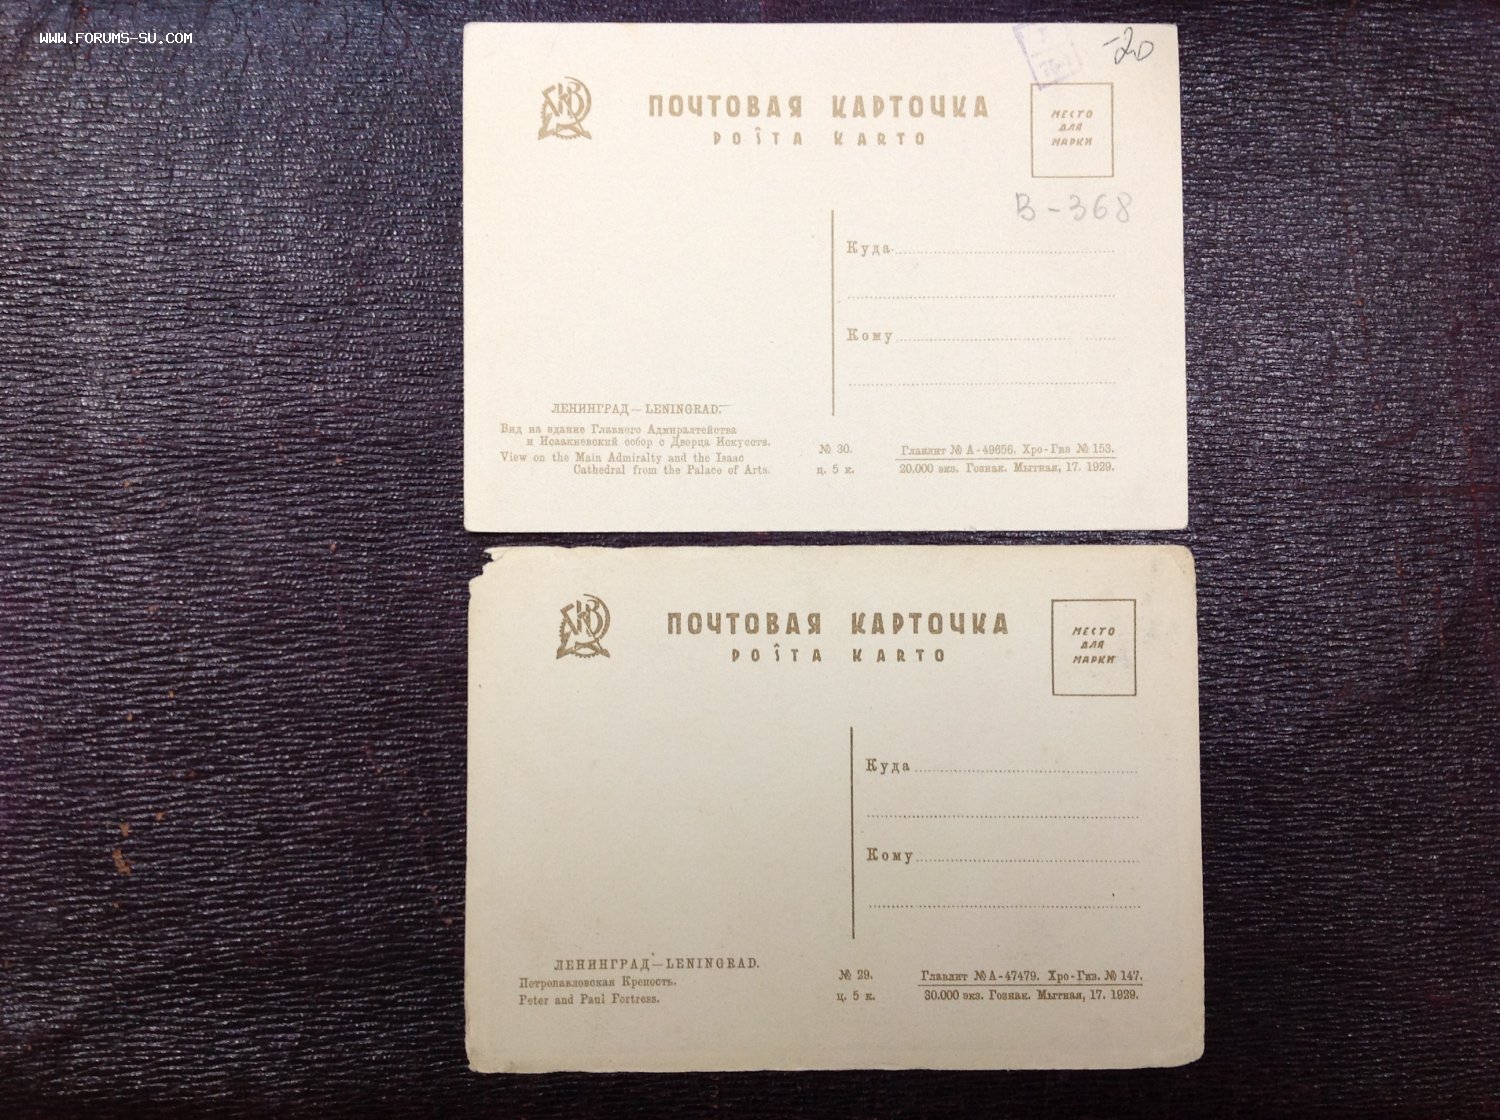 WWW.FORUMS-SU.COM
-20
ПОЧТОВАЯ КАРТОЧКА
POŜTA KARTO
МЕСТО
ДЛЯ
МАРКИ
В-368
Куда
Кому
ЛЕНИНГРАД—LENINGRAD.
Вид на здание Главного Адмиралтейства
и Исаакиевский собор с Дворца Искусств.
View on the Main Admiralty and the Isaac
Cathedral from the Palace of Arts.
№ 30.
ц. 5 к.
Главлит № А-49656. Хро-Гиз № 153.
20.000 экз. Гознак. Мытная, 17. 1929.
ПОЧТОВАЯ КАРТОЧКА
POŜTA KARTO
МЕСТО
ДЛЯ
МАРКИ
Куда
Кому
ЛЕНИНГРАД—LENINGRAD.
Петропавловская Крепость.
Peter and Paul Fortress.
№ 29.
ц. 5 к.
Главлит № А-47479. Хро-Гиз. № 147.
30.000 экз. Гознак. Мытная, 17. 1929.